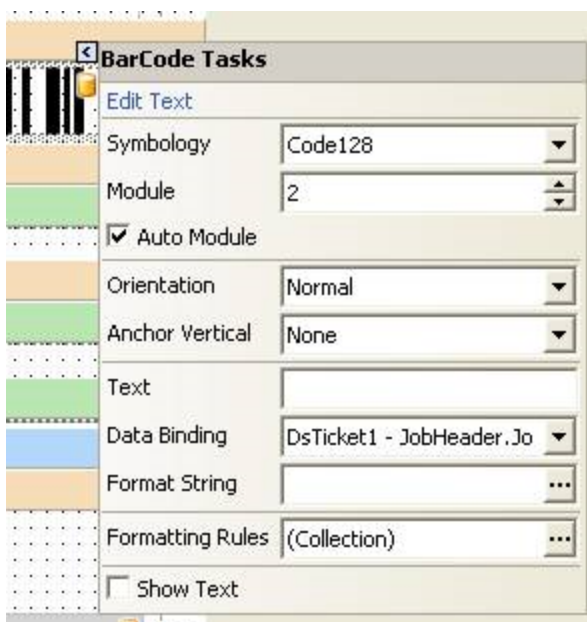 BarCode Tasks
Edit Text
Symbology Code128
Module 2
Auto Module
Orientation Normal
Anchor Vertical None
Text
Data Binding DsTicket1 - JobHeader.Jo
Format String
Formatting Rules (Collection)
Show Text